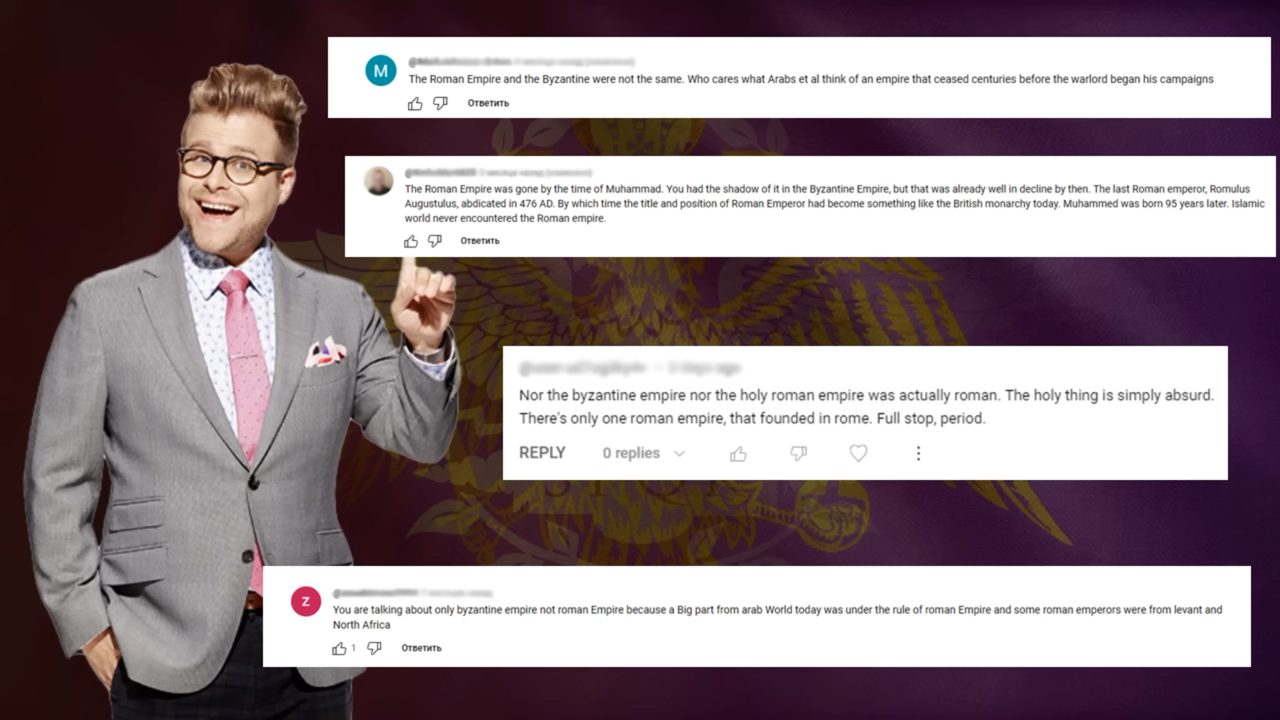 M
The Roman Empire and the Byzantine were not the same. Who cares what Arabs et al think of an empire that ceased centuries before the warlord began his campaigns
Ответить
The Roman Empire was gone by the time of Muhammad. You had the shadow of it in the Byzantine Empire, but that was already well in decline by then. The last Roman emperor, Romulus
Augustulus, abdicated in 476 AD. By which time the title and position of Roman Emperor had become something like the British monarchy today. Muhammed was born 95 years later. Islamic
world never encountered the Roman empire.
Ответить
Nor the byzantine empire nor the holy roman empire was actually roman. The holy thing is simply absurd.
There's only one roman empire, that founded in rome. Full stop, period.
REPLY 0 replies
SPQR
Z
You are talking about only byzantine empire not roman Empire because a Big part from arab World today was under the rule of roman Empire and some roman emperors were from levant and
North Africa
1 Ответить